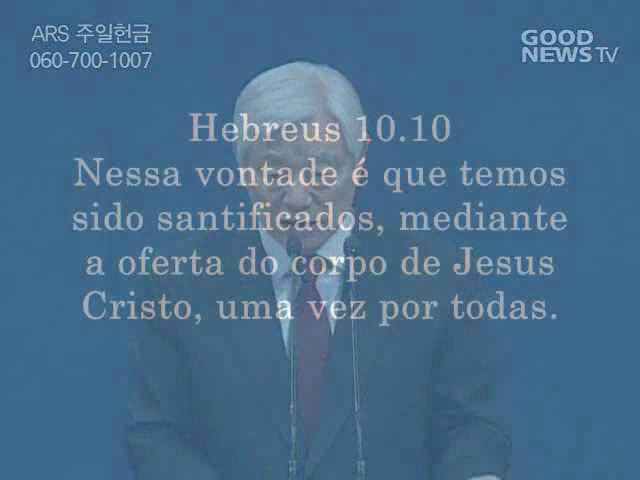 ARS 주일헌금
060-700-1007
GOOD
NEWS TV
Hebreus 10.10
Nessa vontade é que temos
sido santificados, mediante
a oferta do corpo de Jesus
Cristo, uma vez por todas.